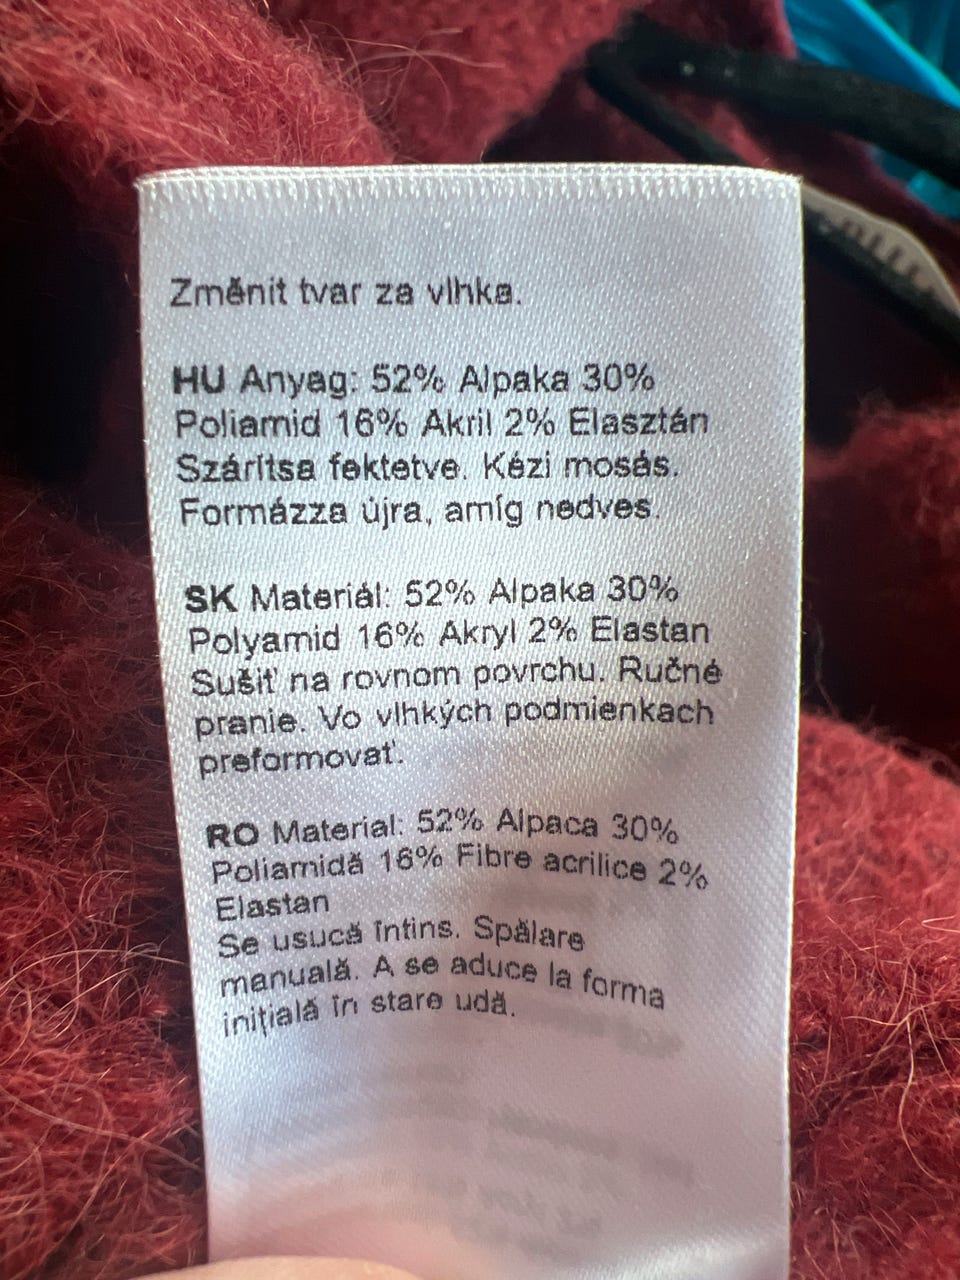 Změnit tvar za vlhka.
HU Anyag: 52% Alpaka 30%
Poliamid 16% Akril 2% Elasztán
Szárítsa fektetve. Kézi mosás.
Formázza újra, amíg nedves.
SK Materiál: 52% Alpaka 30%
Polyamid 16% Akryl 2% Elastan
Sušiť na rovnom povrchu. Ručné
pranie. Vo vlhkých podmienkach
preformovať.
RO Material: 52% Alpaca 30%
Poliamidă 16% Fibre acrilice 2%
Elastan
Se usucă întins. Spălare
manuală. A se aduce la forma
inițială în stare udă.